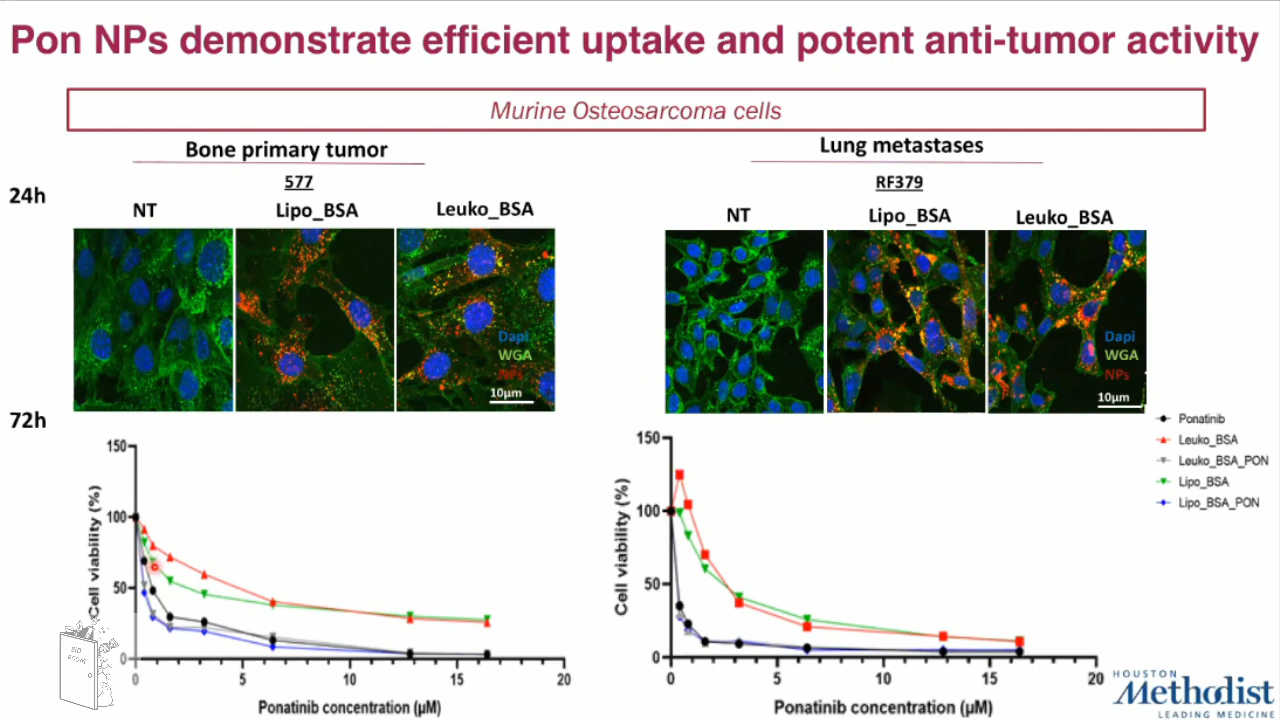 Pon NPs demonstrate efficient uptake and potent anti-tumor activity
Murine Osteosarcoma cells
Bone primary tumor
Lung metastases
577
RF379
24h
NT
Lipo_BSA
Leuko_BSA
NT
Lipo_BSA
Leuko_BSA
Dapi
WGA
NPs
10µm
Dapi
WGA
NPs
10µm
72h
Cell viability (%)
150
100
50
0
0
5
10
15
20
Ponatinib concentration (µM)
Cell viability (%)
150
100
50
0
0
5
10
15
20
Ponatinib concentration (µM)
Ponatinib
Leuko_BSA
Leuko_BSA_PON
Lipo_BSA
Lipo_BSA_PON
HOUSTON
Methodist
LEADING MEDICINE